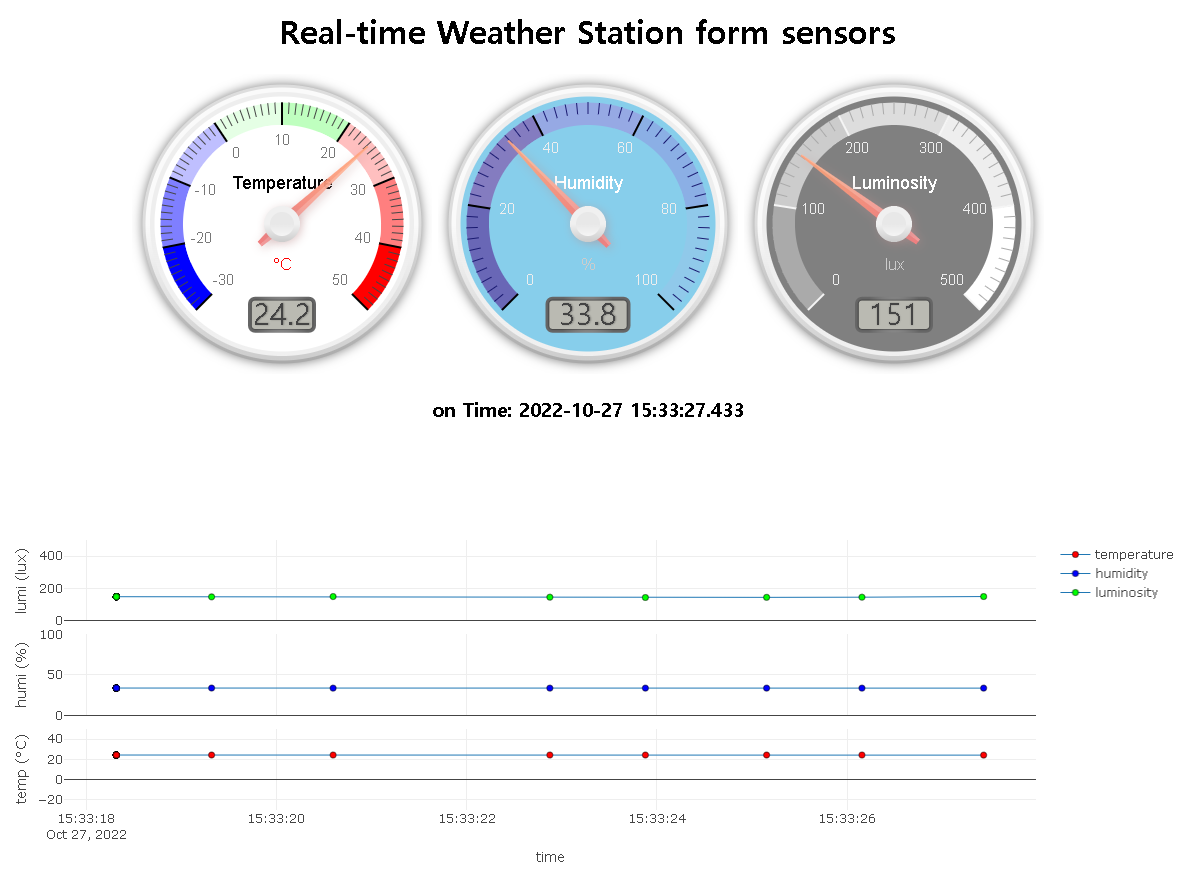 Real-time Weather Station form sensors
-30 -20 -10 0 10 20 30 40 50
Temperature
°C
24.2
0 20 40 60 80 100
Humidity
%
33.8
0 100 200 300 400 500
Luminosity
lux
151
on Time: 2022-10-27 15:33:27.433
lumi (lux)
400
200
0
humi (%)
100
50
0
temp (°C)
40
20
0
−20
15:33:18 15:33:20 15:33:22 15:33:24 15:33:26
Oct 27, 2022
time
temperature
humidity
luminosity